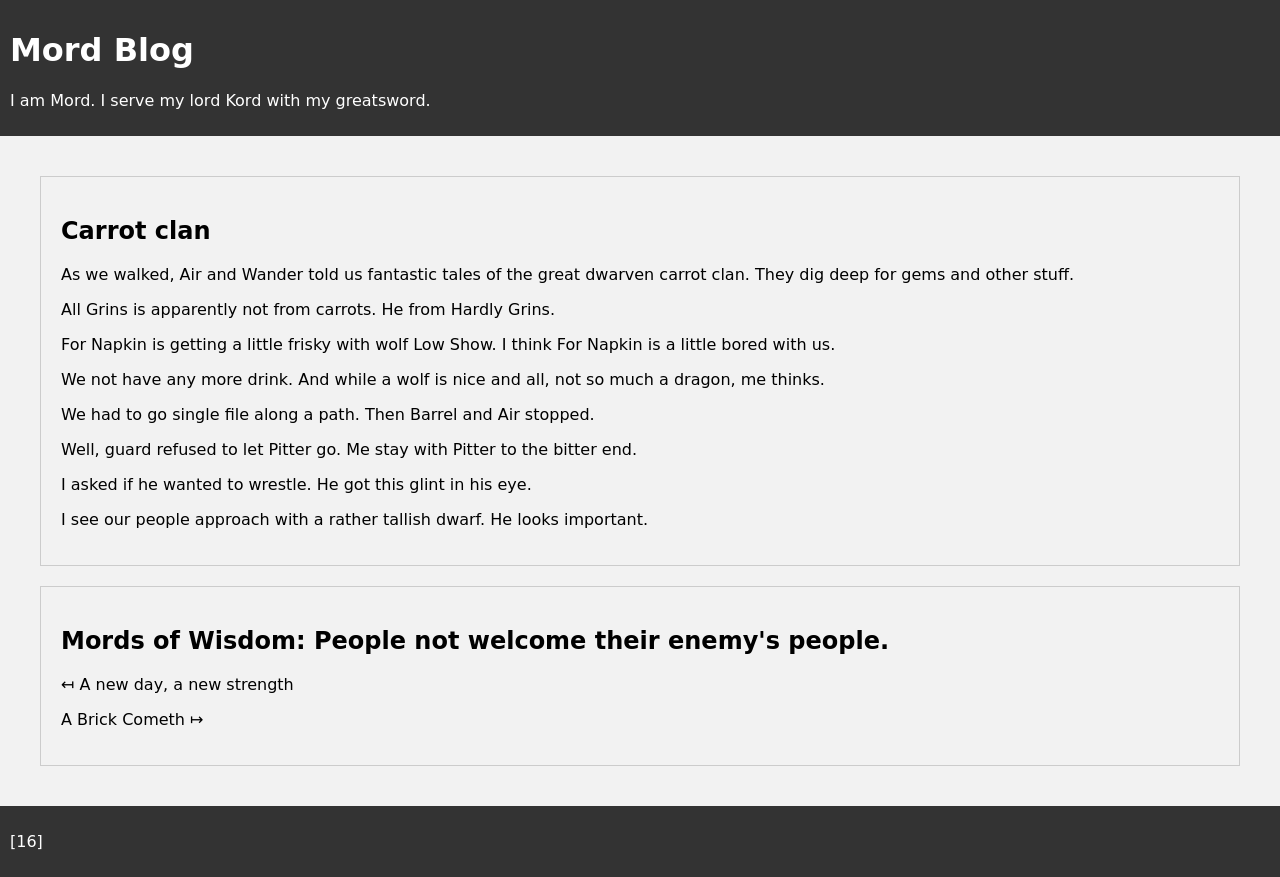 Mord Blog
I am Mord. I serve my lord Kord with my greatsword.
Carrot clan
As we walked, Air and Wander told us fantastic tales of the great dwarven carrot clan. They dig deep for gems and other stuff.
All Grins is apparently not from carrots. He from Hardly Grins.
For Napkin is getting a little frisky with wolf Low Show. I think For Napkin is a little bored with us.
We not have any more drink. And while a wolf is nice and all, not so much a dragon, me thinks.
We had to go single file along a path. Then Barrel and Air stopped.
Well, guard refused to let Pitter go. Me stay with Pitter to the bitter end.
I asked if he wanted to wrestle. He got this glint in his eye.
I see our people approach with a rather tallish dwarf. He looks important.
Mords of Wisdom: People not welcome their enemy's people.
↤ A new day, a new strength
A Brick Cometh ↦
[16]